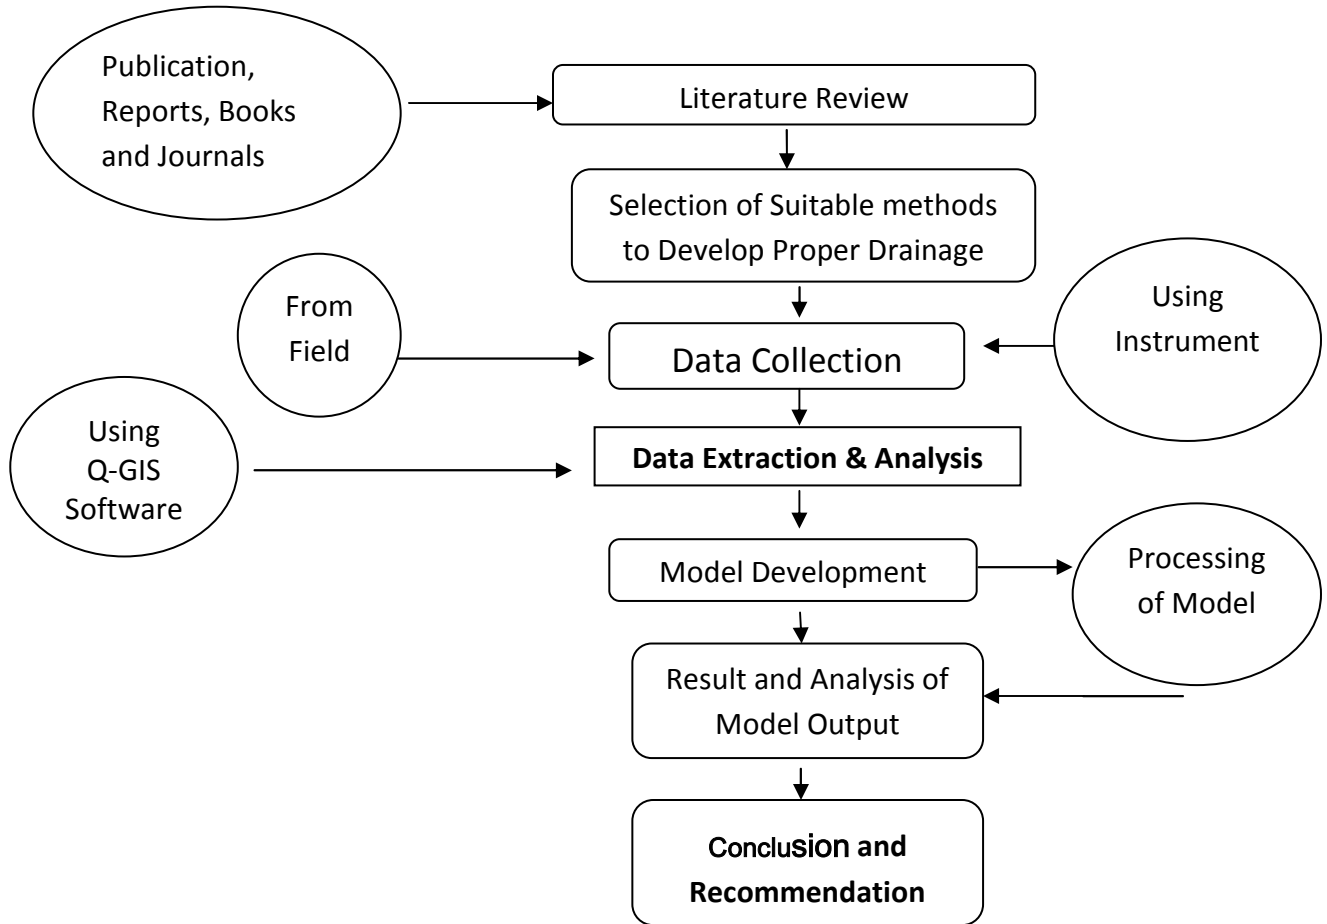 Publication,
Reports, Books
and Journals
Literature Review
Selection of Suitable methods
to Develop Proper Drainage
From
Field
Data Collection
Using
Instrument
Using
Q-GIS
Software
Data Extraction & Analysis
Model Development
Processing
of Model
Result and Analysis of
Model Output
Conclusion and
Recommendation